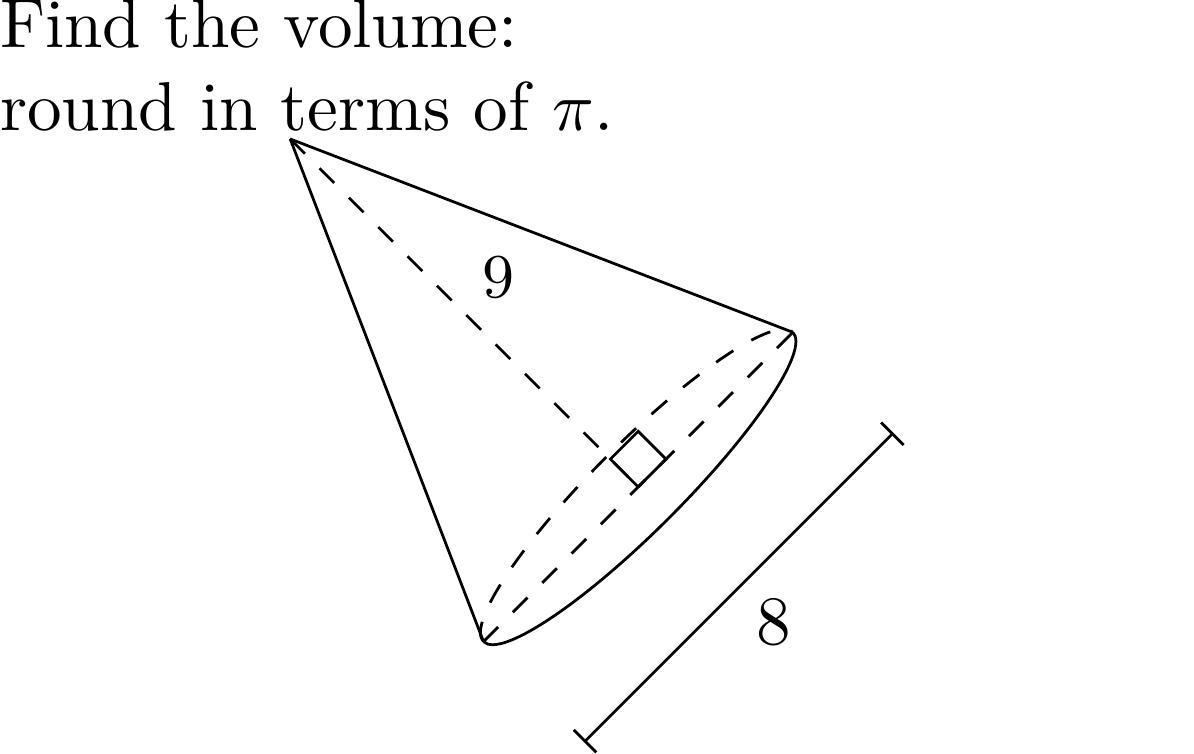 Find the volume:
round in terms of π.
9
8